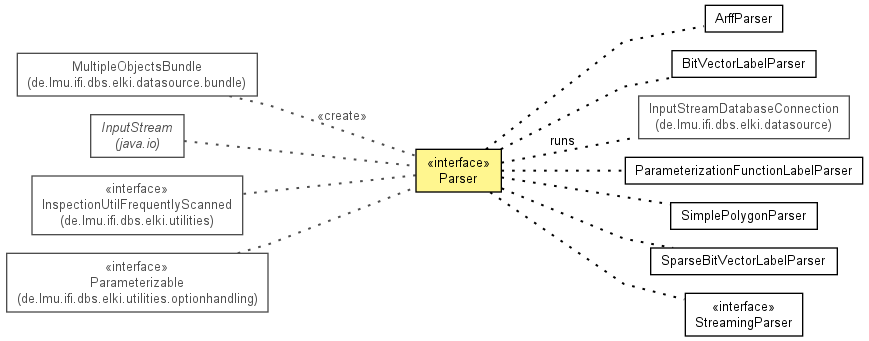 MultipleObjectsBundle
(de.lmu.ifi.dbs.elki.datasource.bundle)
InputStream
(java.io)
«interface»
InspectionUtilFrequentlyScanned
(de.lmu.ifi.dbs.elki.utilities)
«interface»
Parameterizable
(de.lmu.ifi.dbs.elki.utilities.optionhandling)
«create»
«interface»
Parser
runs
ArffParser
BitVectorLabelParser
InputStreamDatabaseConnection
(de.lmu.ifi.dbs.elki.datasource)
ParameterizationFunctionLabelParser
SimplePolygonParser
SparseBitVectorLabelParser
«interface»
StreamingParser